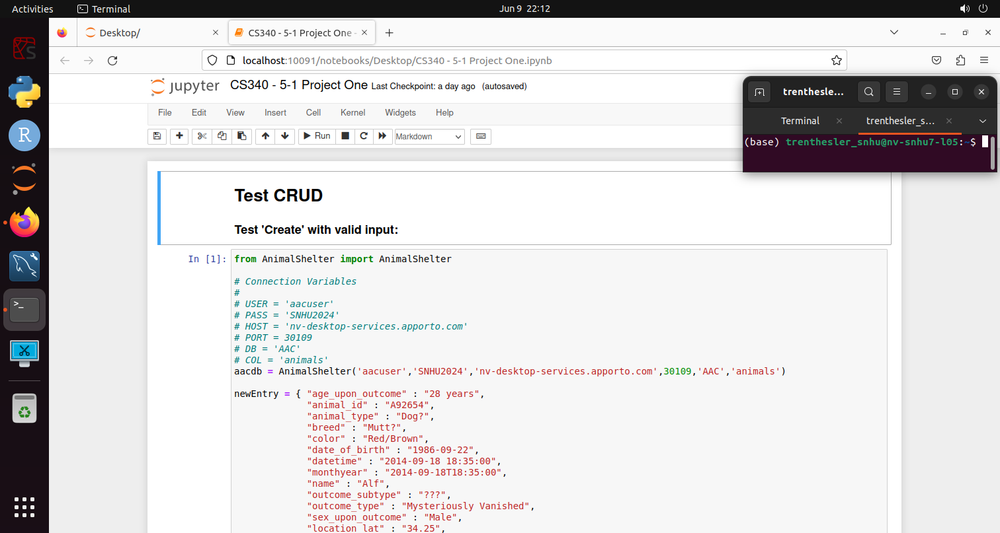 Activities
Terminal
Jun 9 22:12
Desktop/
CS340 - 5-1 Project One -
localhost:10091/notebooks/Desktop/CS340 - 5-1 Project One.ipynb
jupyter
CS340 - 5-1 Project One Last Checkpoint: a day ago (autosaved)
File Edit View Insert Cell Kernel Widgets Help
Run
Markdown
trenthesle...
Terminal
trenthesler_s...
(base) trenthesler_snhu@nv-snhu7-l05:~$
Test CRUD
Test 'Create' with valid input:
In [1]:
from AnimalShelter import AnimalShelter
# Connection Variables
#
# USER = 'aacuser'
# PASS = 'SNHU2024'
# HOST = 'nv-desktop-services.apporto.com'
# PORT = 30109
# DB = 'AAC'
# COL = 'animals'
aacdb = AnimalShelter('aacuser','SNHU2024','nv-desktop-services.apporto.com',30109,'AAC','animals')
newEntry = { "age_upon_outcome" : "28 years",
"animal_id" : "A92654",
"animal_type" : "Dog?",
"breed" : "Mutt?",
"color" : "Red/Brown",
"date_of_birth" : "1986-09-22",
"datetime" : "2014-09-18 18:35:00",
"monthyear" : "2014-09-18T18:35:00",
"name" : "Alf",
"outcome_subtype" : "???",
"outcome_type" : "Mysteriously Vanished",
"sex_upon_outcome" : "Male",
"location_lat" : "34.25",